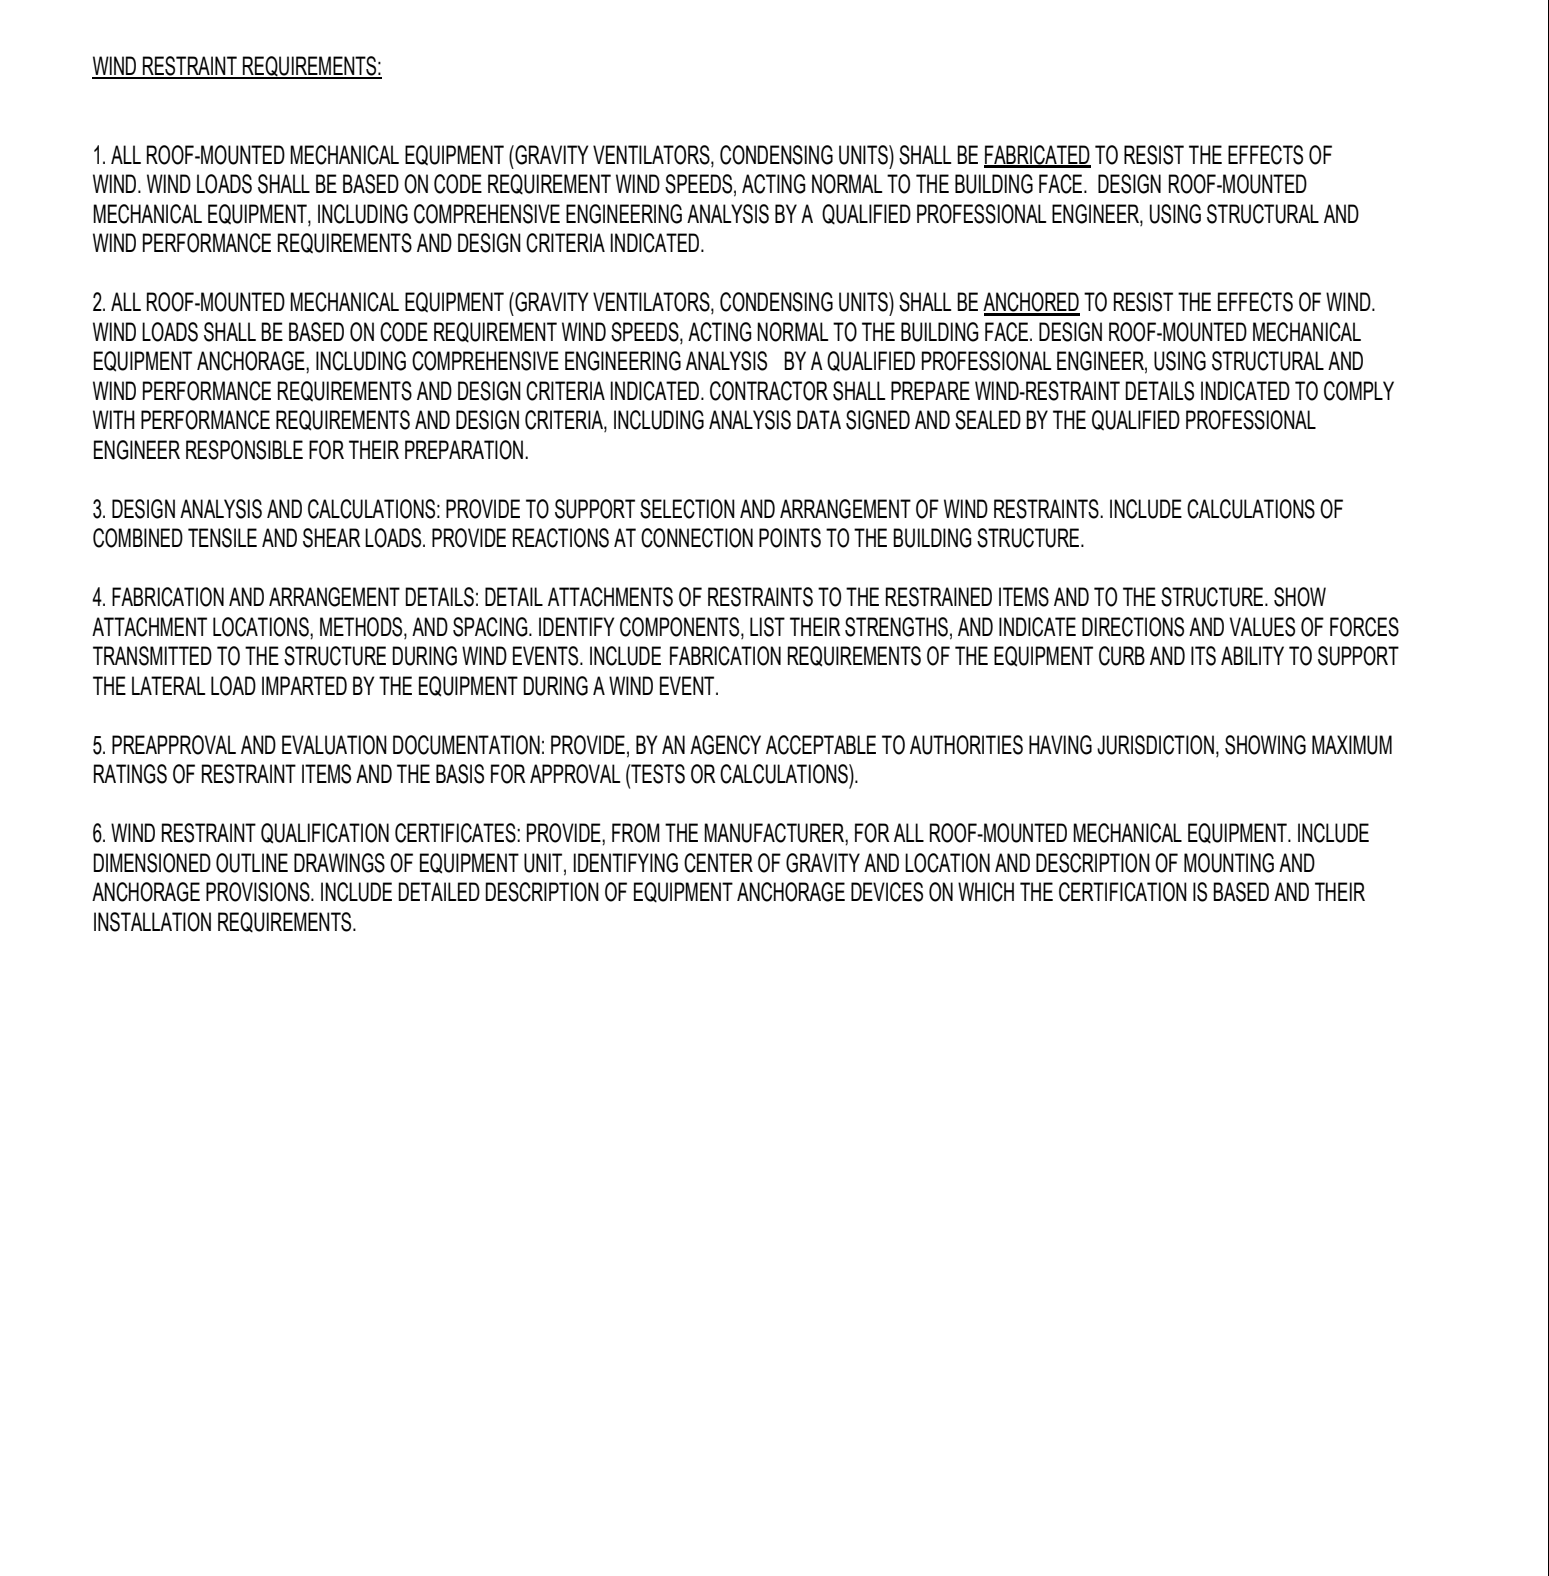 WIND RESTRAINT REQUIREMENTS:
1. ALL ROOF-MOUNTED MECHANICAL EQUIPMENT (GRAVITY VENTILATORS, CONDENSING UNITS) SHALL BE FABRICATED TO RESIST THE EFFECTS OF
WIND. WIND LOADS SHALL BE BASED ON CODE REQUIREMENT WIND SPEEDS, ACTING NORMAL TO THE BUILDING FACE. DESIGN ROOF-MOUNTED
MECHANICAL EQUIPMENT, INCLUDING COMPREHENSIVE ENGINEERING ANALYSIS BY A QUALIFIED PROFESSIONAL ENGINEER, USING STRUCTURAL AND
WIND PERFORMANCE REQUIREMENTS AND DESIGN CRITERIA INDICATED.
2. ALL ROOF-MOUNTED MECHANICAL EQUIPMENT (GRAVITY VENTILATORS, CONDENSING UNITS) SHALL BE ANCHORED TO RESIST THE EFFECTS OF WIND.
WIND LOADS SHALL BE BASED ON CODE REQUIREMENT WIND SPEEDS, ACTING NORMAL TO THE BUILDING FACE. DESIGN ROOF-MOUNTED MECHANICAL
EQUIPMENT ANCHORAGE, INCLUDING COMPREHENSIVE ENGINEERING ANALYSIS BY A QUALIFIED PROFESSIONAL ENGINEER, USING STRUCTURAL AND
WIND PERFORMANCE REQUIREMENTS AND DESIGN CRITERIA INDICATED. CONTRACTOR SHALL PREPARE WIND-RESTRAINT DETAILS INDICATED TO COMPLY
WITH PERFORMANCE REQUIREMENTS AND DESIGN CRITERIA, INCLUDING ANALYSIS DATA SIGNED AND SEALED BY THE QUALIFIED PROFESSIONAL
ENGINEER RESPONSIBLE FOR THEIR PREPARATION.
3. DESIGN ANALYSIS AND CALCULATIONS: PROVIDE TO SUPPORT SELECTION AND ARRANGEMENT OF WIND RESTRAINTS. INCLUDE CALCULATIONS OF
COMBINED TENSILE AND SHEAR LOADS. PROVIDE REACTIONS AT CONNECTION POINTS TO THE BUILDING STRUCTURE.
4. FABRICATION AND ARRANGEMENT DETAILS: DETAIL ATTACHMENTS OF RESTRAINTS TO THE RESTRAINED ITEMS AND TO THE STRUCTURE. SHOW
ATTACHMENT LOCATIONS, METHODS, AND SPACING. IDENTIFY COMPONENTS, LIST THEIR STRENGTHS, AND INDICATE DIRECTIONS AND VALUES OF FORCES
TRANSMITTED TO THE STRUCTURE DURING WIND EVENTS. INCLUDE FABRICATION REQUIREMENTS OF THE EQUIPMENT CURB AND ITS ABILITY TO SUPPORT
THE LATERAL LOAD IMPARTED BY THE EQUIPMENT DURING A WIND EVENT.
5. PREAPPROVAL AND EVALUATION DOCUMENTATION: PROVIDE, BY AN AGENCY ACCEPTABLE TO AUTHORITIES HAVING JURISDICTION, SHOWING MAXIMUM
RATINGS OF RESTRAINT ITEMS AND THE BASIS FOR APPROVAL (TESTS OR CALCULATIONS).
6. WIND RESTRAINT QUALIFICATION CERTIFICATES: PROVIDE, FROM THE MANUFACTURER, FOR ALL ROOF-MOUNTED MECHANICAL EQUIPMENT. INCLUDE
DIMENSIONED OUTLINE DRAWINGS OF EQUIPMENT UNIT, IDENTIFYING CENTER OF GRAVITY AND LOCATION AND DESCRIPTION OF MOUNTING AND
ANCHORAGE PROVISIONS. INCLUDE DETAILED DESCRIPTION OF EQUIPMENT ANCHORAGE DEVICES ON WHICH THE CERTIFICATION IS BASED AND THEIR
INSTALLATION REQUIREMENTS.